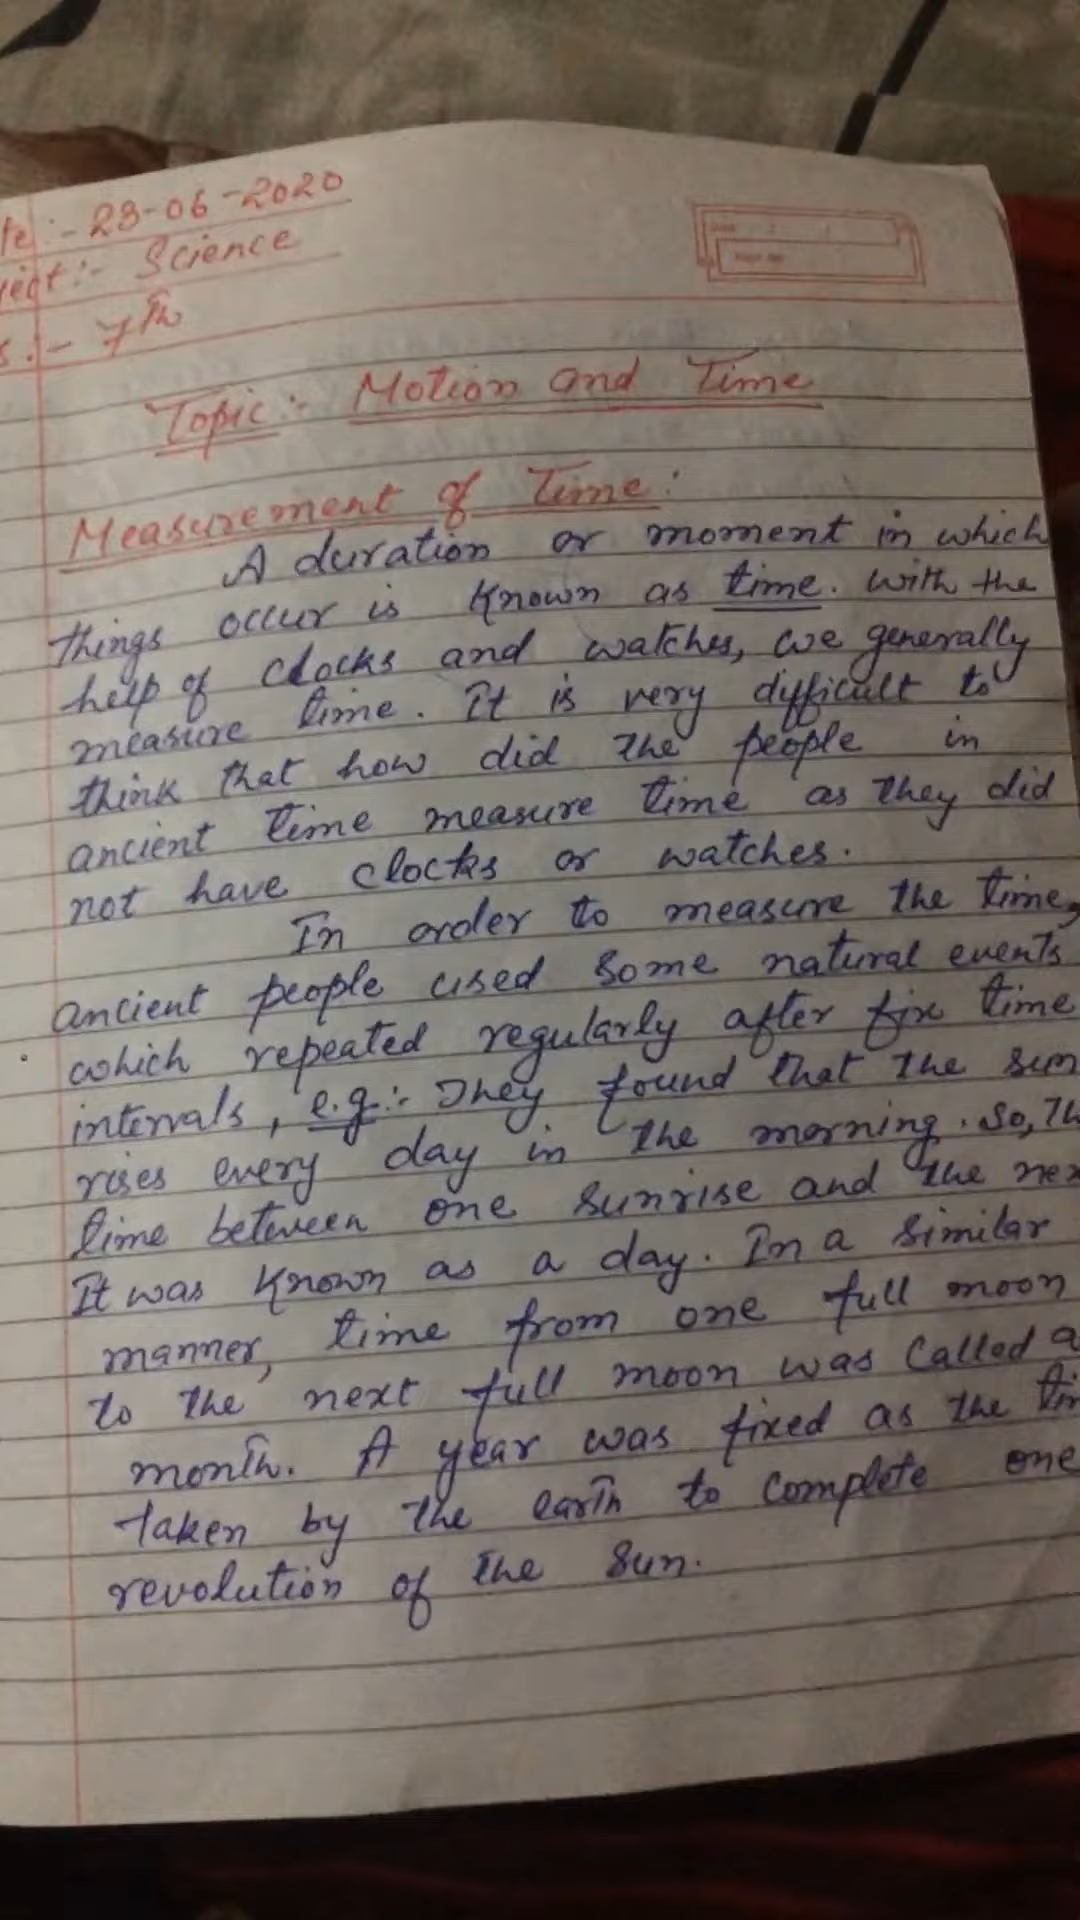 te :- 23-06-2020
ject :- Science
s :- 7th
Topic :- Motion and Time
Measurement of Time :
A duration or moment in which
things occur is known as time. With the
help of clocks and watches, we generally
measure time. It is very difficult to
think that how did the people in
ancient time measure time as they did
not have clocks or watches.
In order to measure the time,
ancient people used some natural events
which repeated regularly after fix time
intervals, e.g :- They found that the sun
rises every day in the morning. So, th
time between one sunrise and the nex
It was known as a day. In a similar
manner, time from one full moon
to the next full moon was called a
month. A year was fixed as the tim
taken by the earth to complete one
revolution of the sun.